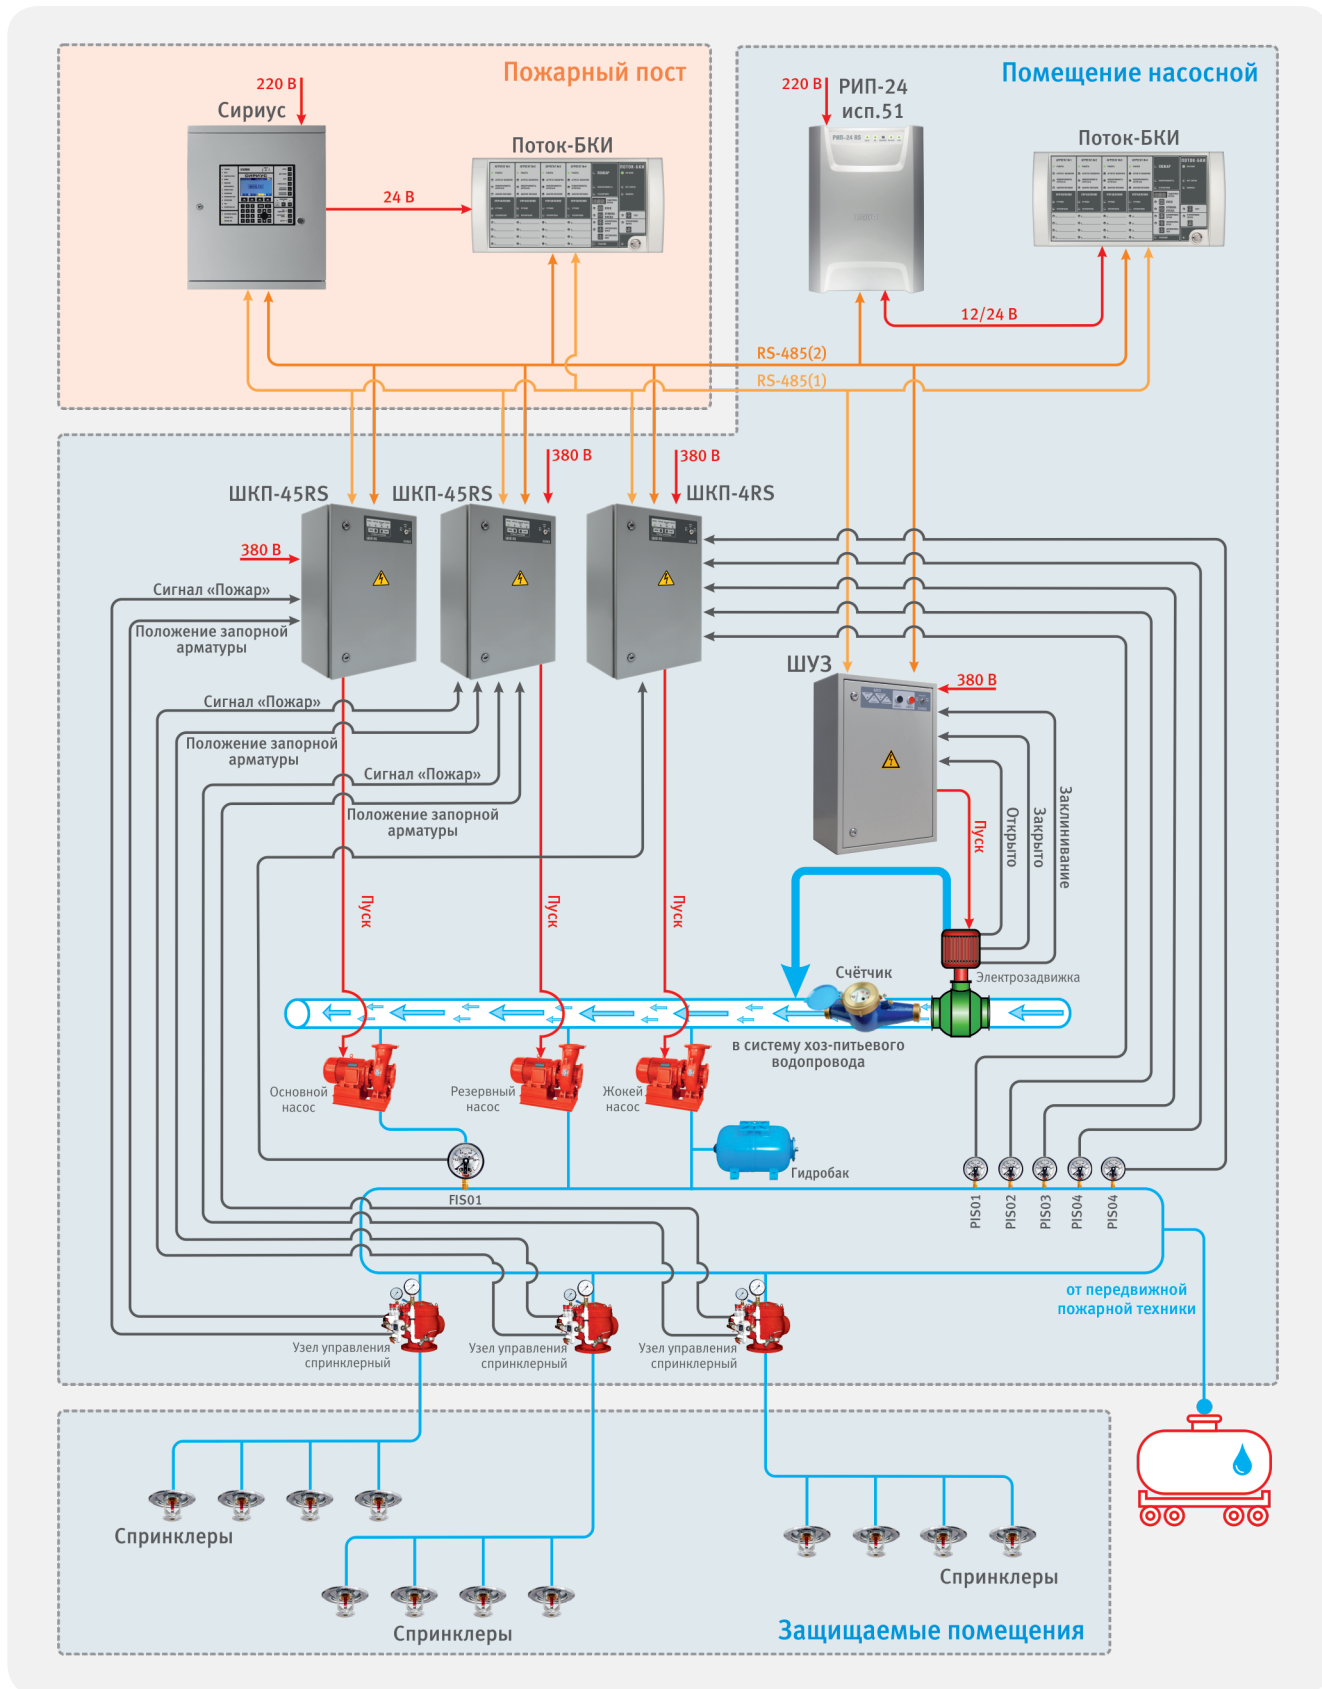 Пожарный пост
Помещение насосной
220 В
Сириус
Поток-БКИ
24 В
220 В
РИП-24
исп.51
РИП-24 RS
Поток-БКИ
12/24 В
RS-485(2)
RS-485(1)
380 В
380 В
ШКП-45RS
ШКП-45RS
ШКП-4RS
380 В
Сигнал «Пожар»
Положение запорной
арматуры
ШУЗ
380 В
Сигнал «Пожар»
Положение запорной
арматуры
Сигнал «Пожар»
Положение запорной
арматуры
Пуск
Открыто
Закрыто
Заклинивание
Пуск
Пуск
Пуск
Счётчик
Электрозадвижка
в систему хоз-питьевого
водопровода
Основной
насос
Резервный
насос
Жокей
насос
Гидробак
FIS01
PIS01
PIS02
PIS03
PIS04
PIS04
от передвижной
пожарной техники
Узел управления
спринклерный
Узел управления
спринклерный
Узел управления
спринклерный
Спринклеры
Спринклеры
Спринклеры
Защищаемые помещения